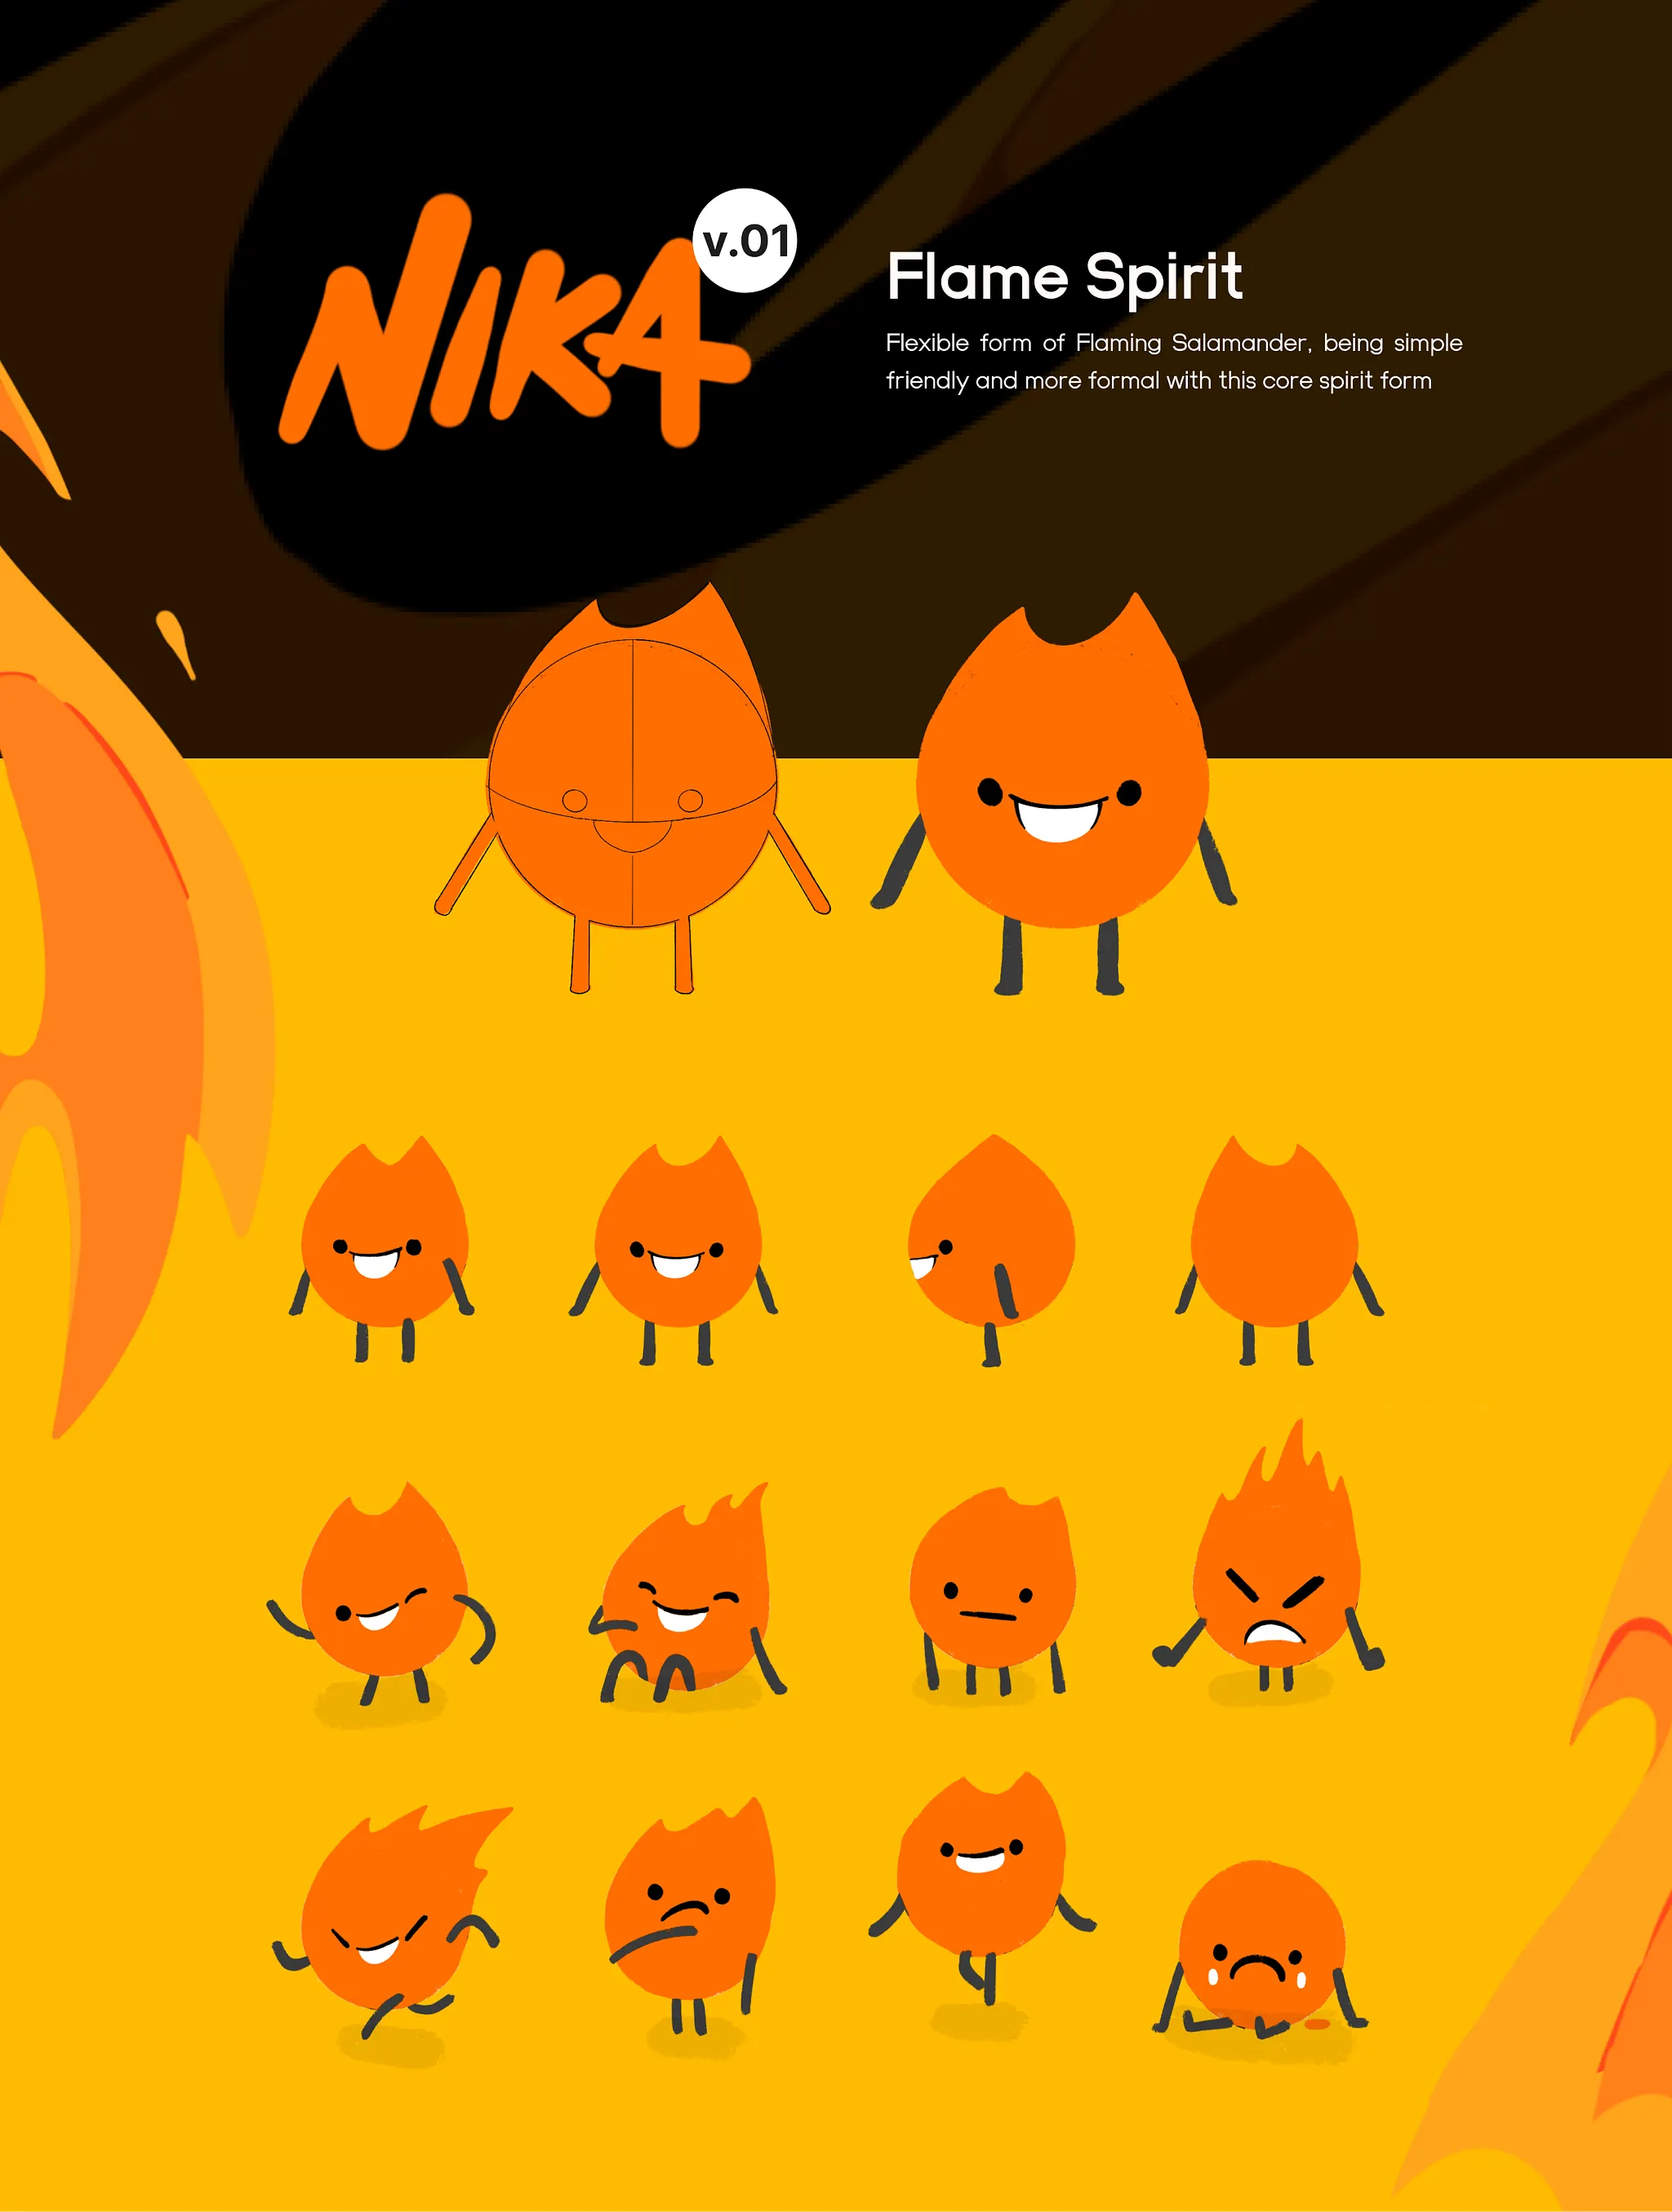 NIKA
v.01
Flame Spirit
Flexible form of Flaming Salamander, being simple
friendly and more formal with this core spirit form